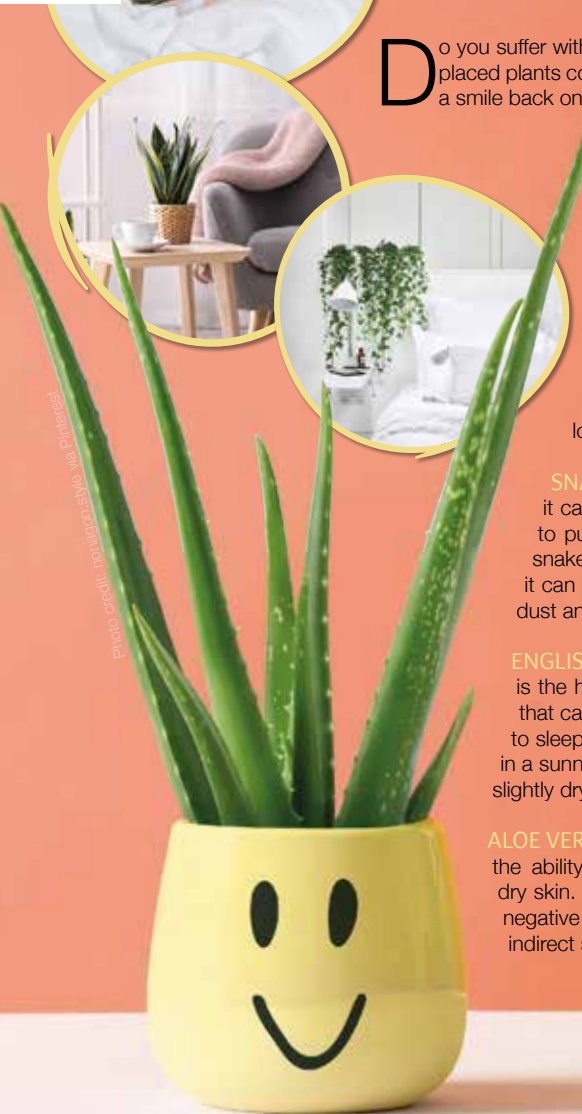 Do you suffer with
placed plants co
a smile back on
lo
SNA
it ca
to pu
snake
it can
dust an
ENGLIS
is the h
that ca
to sleep
in a sunn
slightly dry
ALOE VER
the ability
dry skin.
negative
indirect s
Photo credit: nonagon.style via Pinterest